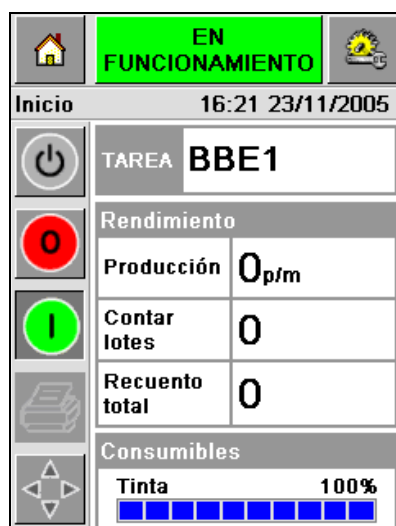 EN
FUNCIONAMIENTO
Inicio 16:21 23/11/2005
TAREA BBE1
Rendimiento
0
Producción 0p/m
I
Contar
lotes 0
Recuento
total 0
Consumibles
Tinta 100%